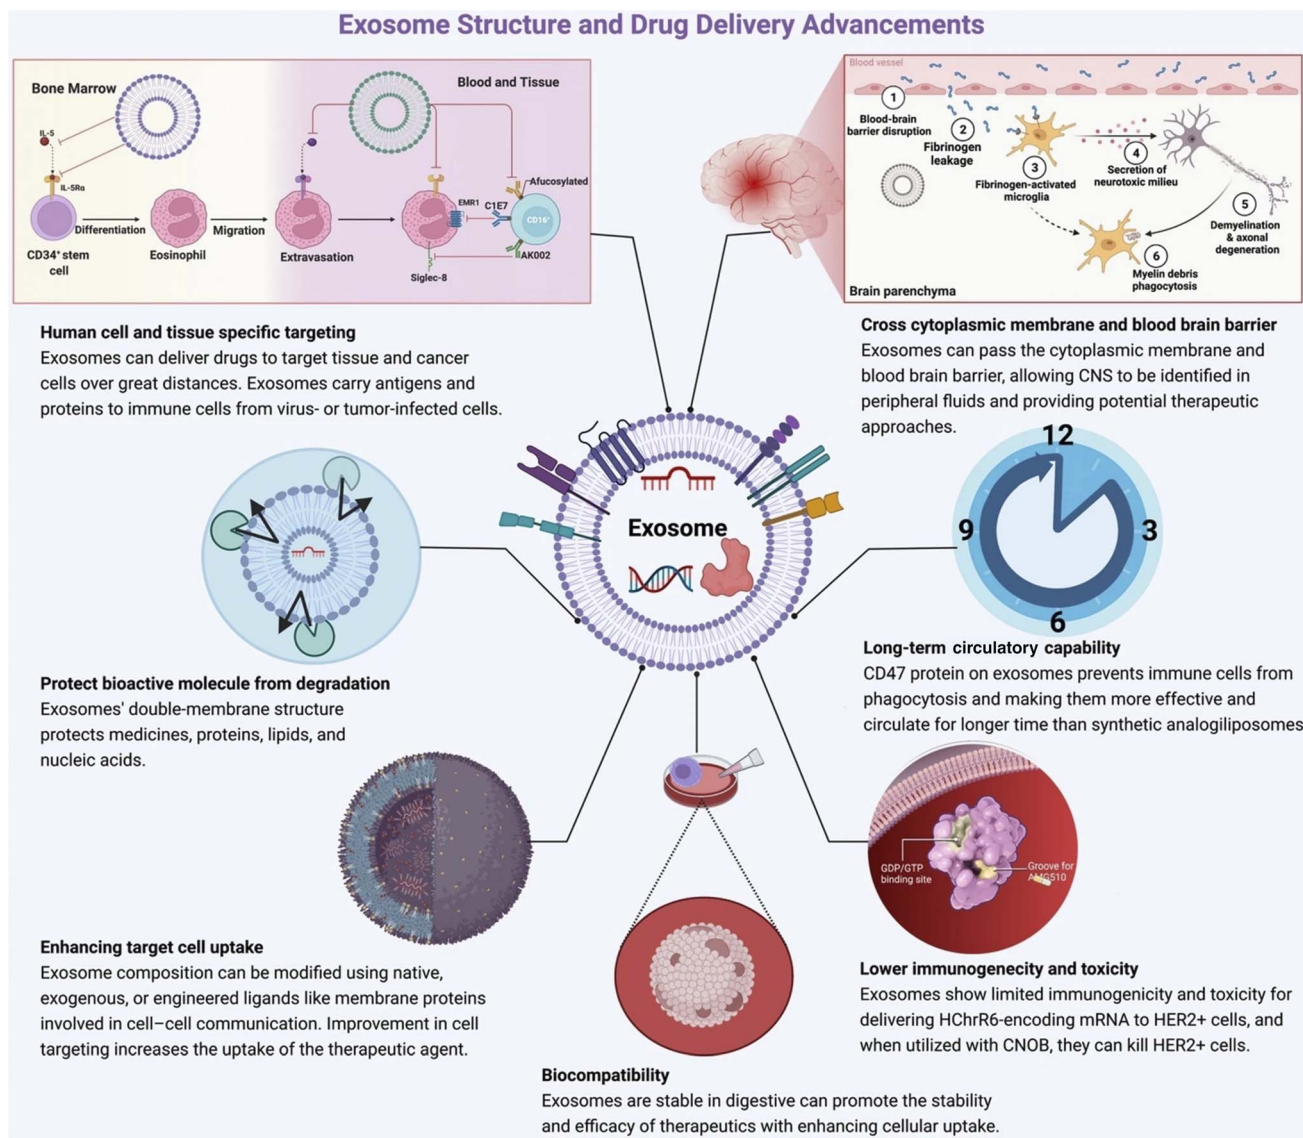 Exosome Structure and Drug Delivery Advancements
Bone Marrow
Blood and Tissue
IL-5
IL-5Rα
Differentiation
Migration
CD34+ stem
cell
Eosinophil
Extravasation
EMR1
C1E7
Afucosylated
CD16+
AK002
Siglec-8
Blood vessel
1
Blood-brain
barrier disruption
2
Fibrinogen
leakage
3
Fibrinogen-activated
microglia
4
Secretion of
neurotoxic milieu
5
Demyelination
& axonal
degeneration
6
Myelin debris
phagocytosis
Brain parenchyma
Human cell and tissue specific targeting
Exosomes can deliver drugs to target tissue and cancer
cells over great distances. Exosomes carry antigens and
proteins to immune cells from virus- or tumor-infected cells.
Cross cytoplasmic membrane and blood brain barrier
Exosomes can pass the cytoplasmic membrane and
blood brain barrier, allowing CNS to be identified in
peripheral fluids and providing potential therapeutic
approaches.
Exosome
12
9
3
6
Protect bioactive molecule from degradation
Exosomes' double-membrane structure
protects medicines, proteins, lipids, and
nucleic acids.
Long-term circulatory capability
CD47 protein on exosomes prevents immune cells from
phagocytosis and making them more effective and
circulate for longer time than synthetic analogiliposomes
GDP/GTP
binding site
Groove for
AMG510
Enhancing target cell uptake
Exosome composition can be modified using native,
exogenous, or engineered ligands like membrane proteins
involved in cell–cell communication. Improvement in cell
targeting increases the uptake of the therapeutic agent.
Lower immunogenecity and toxicity
Exosomes show limited immunogenicity and toxicity for
delivering HChrR6-encoding mRNA to HER2+ cells, and
when utilized with CNOB, they can kill HER2+ cells.
Biocompatibility
Exosomes are stable in digestive can promote the stability
and efficacy of therapeutics with enhancing cellular uptake.